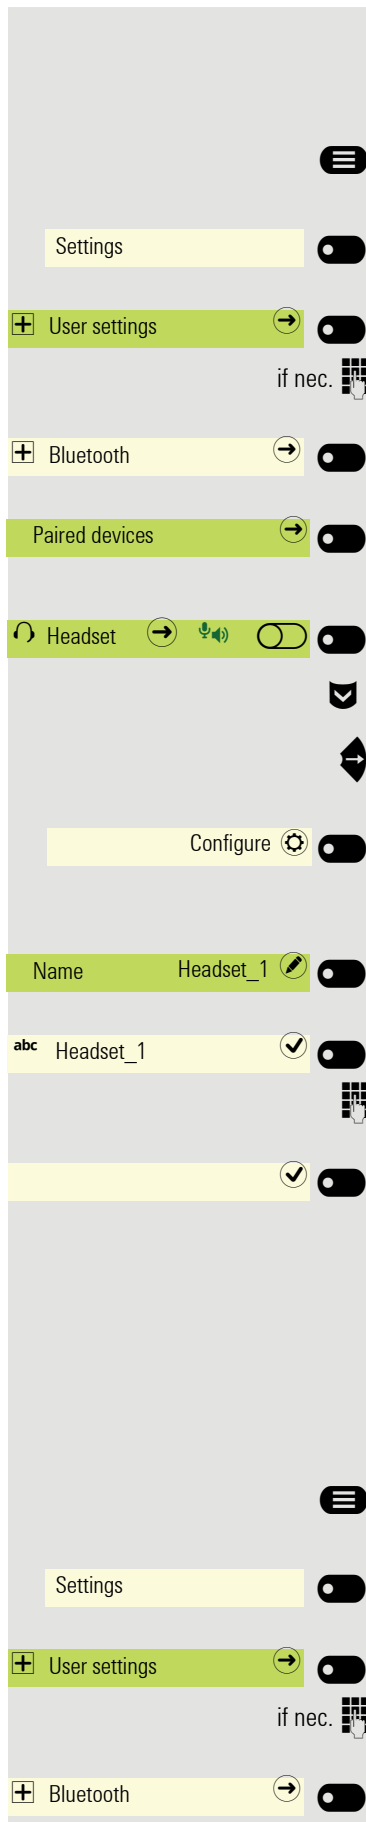 Settings
User settings
if nec.
Bluetooth
Paired devices
Headset
Configure
Name Headset_1
abc Headset_1
Settings
User settings
if nec.
Bluetooth